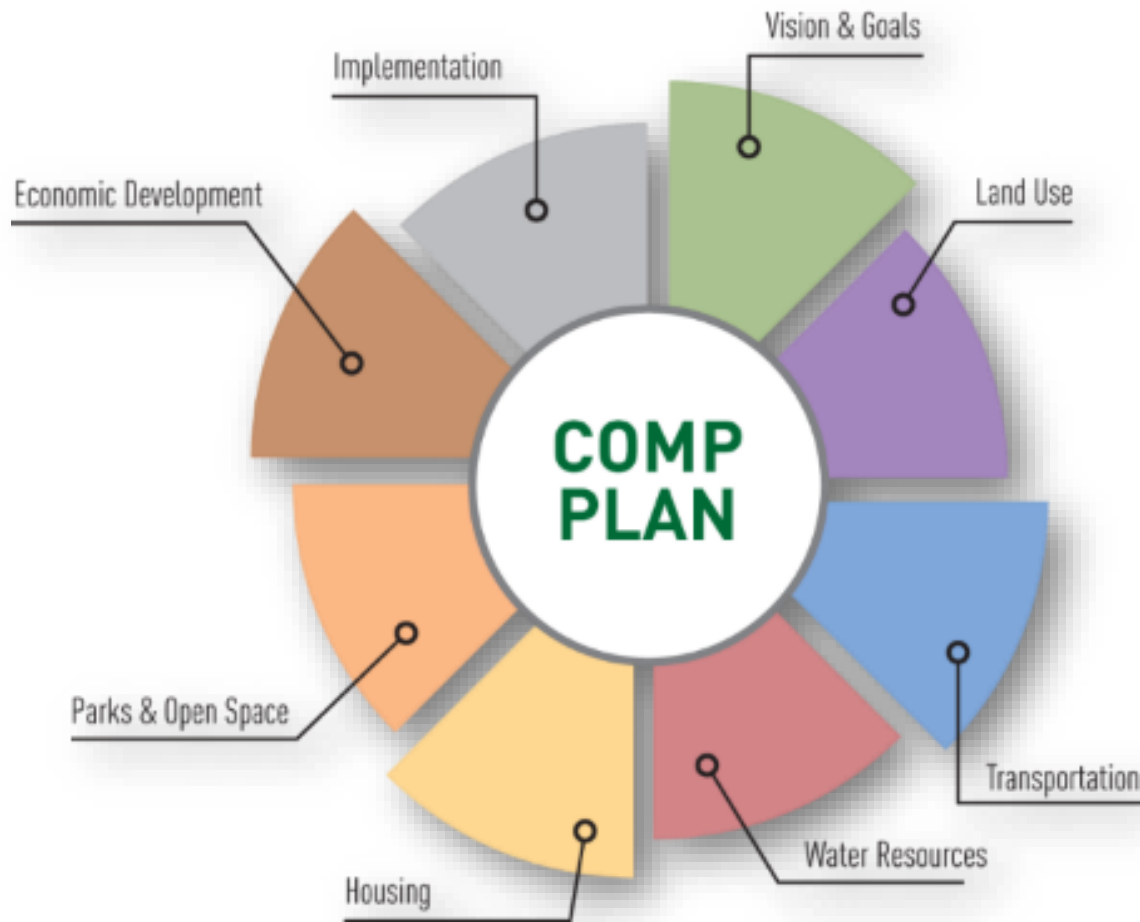 Vision & Goals
Implementation
Land Use
Economic Development
COMP
PLAN
Parks & Open Space
Transportation
Water Resources
Housing